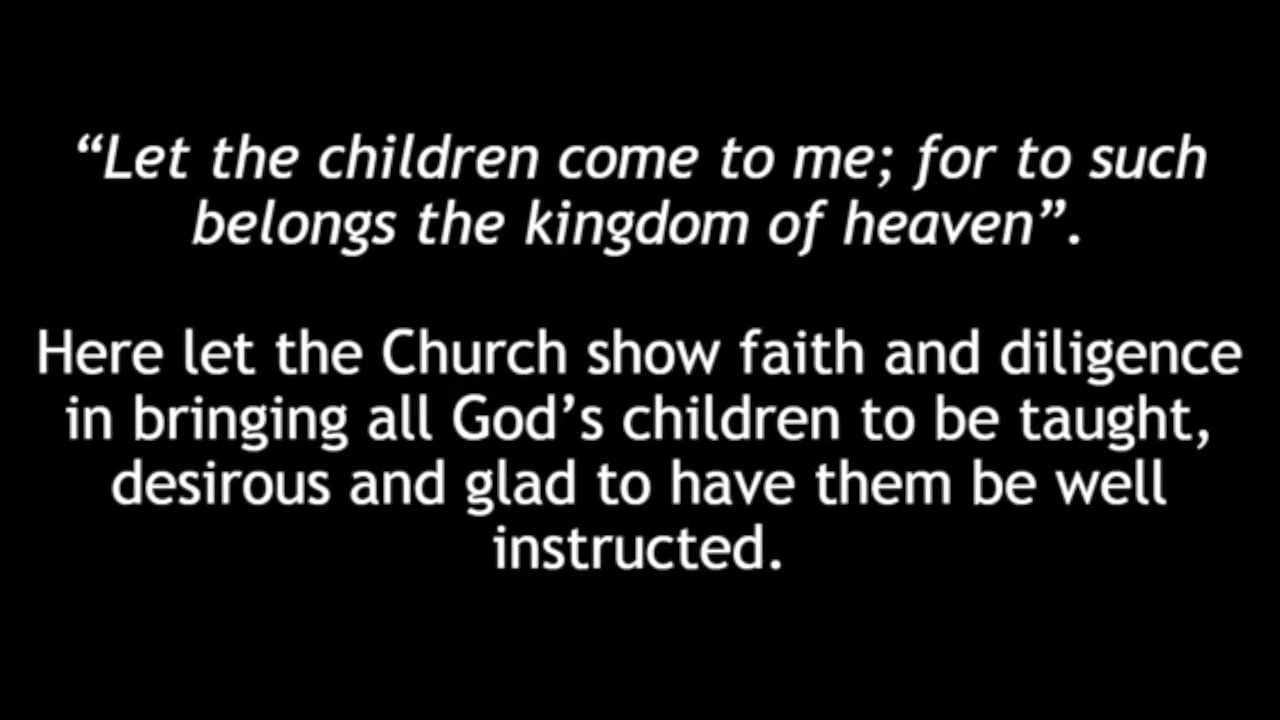 “Let the children come to me; for to such
belongs the kingdom of heaven”.
Here let the Church show faith and diligence
in bringing all God’s children to be taught,
desirous and glad to have them be well
instructed.